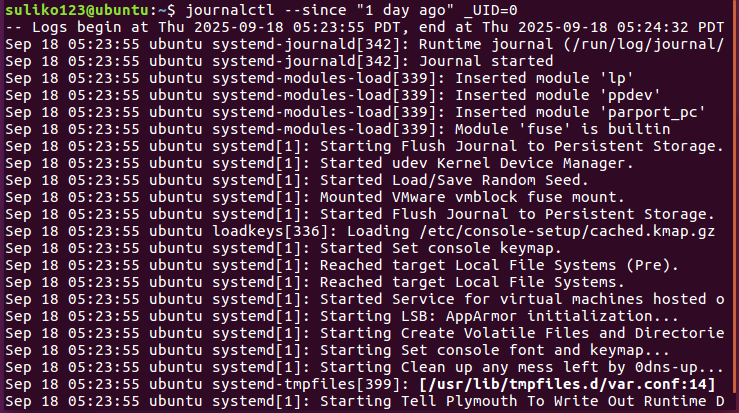 suliko123@ubuntu:~$ journalctl --since "1 day ago" _UID=0
-- Logs begin at Thu 2025-09-18 05:23:55 PDT, end at Thu 2025-09-18 05:24:32 PDT
Sep 18 05:23:55 ubuntu systemd-journald[342]: Runtime journal (/run/log/journal/
Sep 18 05:23:55 ubuntu systemd-journald[342]: Journal started
Sep 18 05:23:55 ubuntu systemd-modules-load[339]: Inserted module 'lp'
Sep 18 05:23:55 ubuntu systemd-modules-load[339]: Inserted module 'ppdev'
Sep 18 05:23:55 ubuntu systemd-modules-load[339]: Inserted module 'parport_pc'
Sep 18 05:23:55 ubuntu systemd-modules-load[339]: Module 'fuse' is builtin
Sep 18 05:23:55 ubuntu systemd[1]: Starting Flush Journal to Persistent Storage.
Sep 18 05:23:55 ubuntu systemd[1]: Started udev Kernel Device Manager.
Sep 18 05:23:55 ubuntu systemd[1]: Started Load/Save Random Seed.
Sep 18 05:23:55 ubuntu systemd[1]: Mounted VMware vmblock fuse mount.
Sep 18 05:23:55 ubuntu systemd[1]: Started Flush Journal to Persistent Storage.
Sep 18 05:23:55 ubuntu loadkeys[336]: Loading /etc/console-setup/cached.kmap.gz
Sep 18 05:23:55 ubuntu systemd[1]: Started Set console keymap.
Sep 18 05:23:55 ubuntu systemd[1]: Reached target Local File Systems (Pre).
Sep 18 05:23:55 ubuntu systemd[1]: Reached target Local File Systems.
Sep 18 05:23:55 ubuntu systemd[1]: Started Service for virtual machines hosted o
Sep 18 05:23:55 ubuntu systemd[1]: Starting LSB: AppArmor initialization...
Sep 18 05:23:55 ubuntu systemd[1]: Starting Create Volatile Files and Directorie
Sep 18 05:23:55 ubuntu systemd[1]: Starting Set console font and keymap...
Sep 18 05:23:55 ubuntu systemd[1]: Starting Clean up any mess left by 0dns-up...
Sep 18 05:23:55 ubuntu systemd-tmpfiles[399]: [/usr/lib/tmpfiles.d/var.conf:14]
Sep 18 05:23:55 ubuntu systemd[1]: Starting Tell Plymouth To Write Out Runtime D